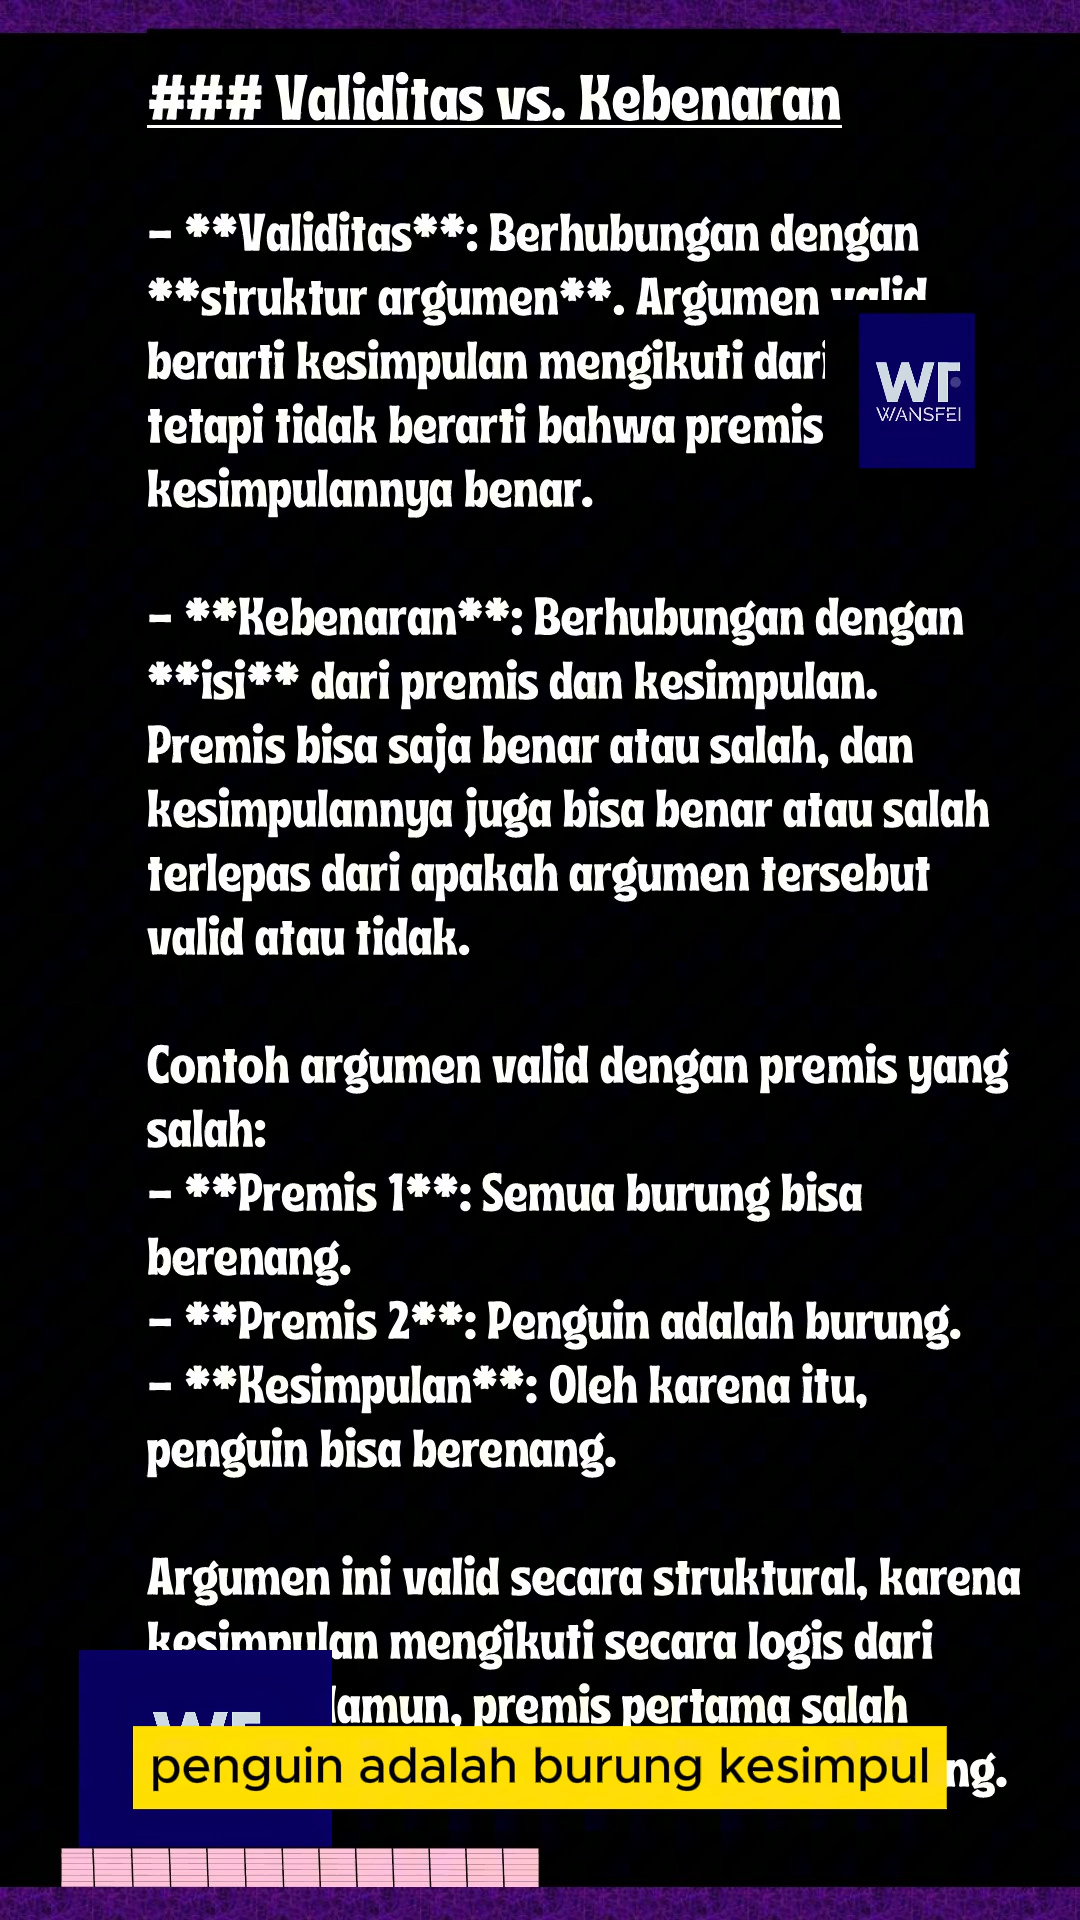 ### Validitas vs. Kebenaran
- **Validitas**: Berhubungan dengan
**struktur argumen**. Argumen valid
berarti kesimpulan mengikuti dari
tetapi tidak berarti bahwa premis
kesimpulannya benar.
- **Kebenaran**: Berhubungan dengan
**isi** dari premis dan kesimpulan.
Premis bisa saja benar atau salah, dan
kesimpulannya juga bisa benar atau salah
terlepas dari apakah argumen tersebut
valid atau tidak.
Contoh argumen valid dengan premis yang
salah:
- **Premis 1**: Semua burung bisa
berenang.
- **Premis 2**: Penguin adalah burung.
- **Kesimpulan**: Oleh karena itu,
penguin bisa berenang.
Argumen ini valid secara struktural, karena
kesimpulan mengikuti secara logis dari
premis pertama salah
penguin adalah burung kesimpul
WF
WANSFEI